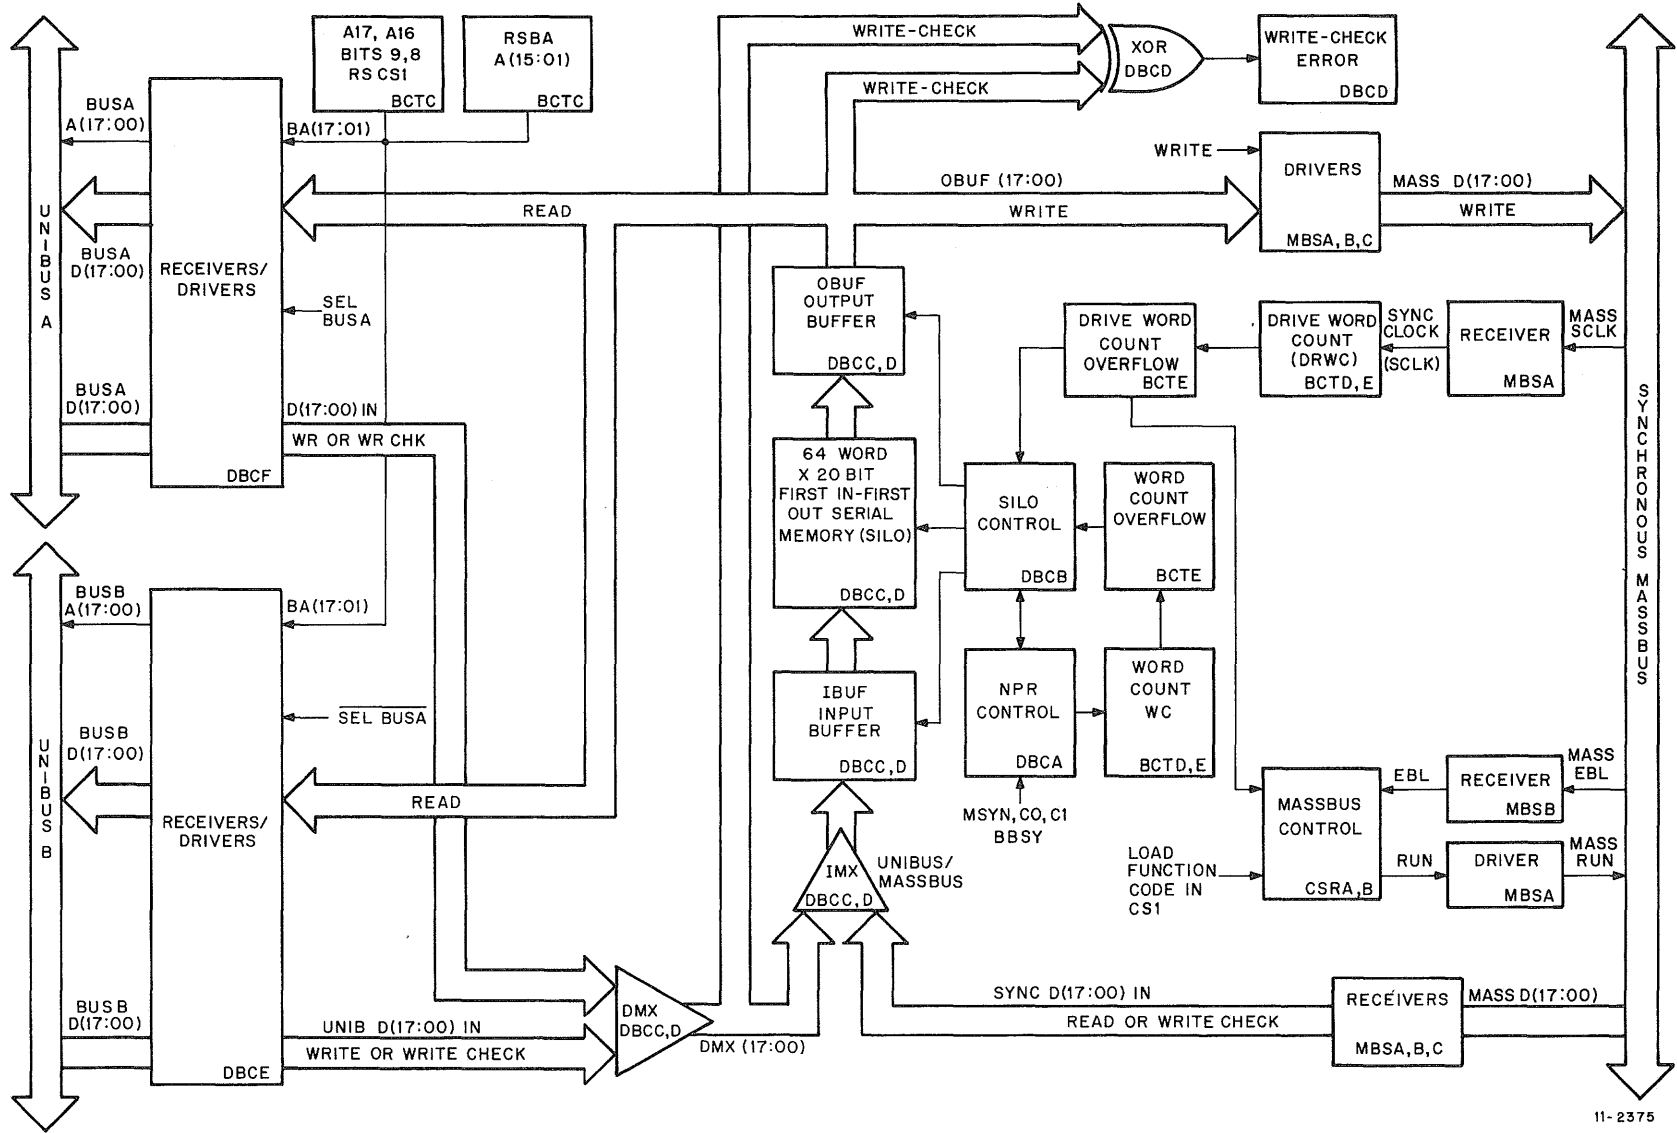 A17, A16
BITS 9,8
RS CS1
BCTC
RSBA
A(15:01)
BCTC
WRITE-CHECK
WRITE-CHECK
XOR
DBCD
WRITE-CHECK
ERROR
DBCD
BUSA
A(17:00)
BA(17:01)
WRITE
DRIVERS
MBSA,B,C
OBUF (17:00)
WRITE
MASS D(17:00)
WRITE
READ
UNIBUS A
BUSA
D(17:00)
RECEIVERS/
DRIVERS
DBCF
SEL
BUSA
OBUF
OUTPUT
BUFFER
DBCC,D
DRIVE WORD
COUNT
OVERFLOW
BCTE
DRIVE WORD
COUNT
(DRWC)
BCTD,E
SYNC
CLOCK
(SCLK)
RECEIVER
MBSA
MASS
SCLK
BUSA
D(17:00)
D(17:00) IN
WR OR WR CHK
64 WORD
X 20 BIT
FIRST IN-FIRST
OUT SERIAL
MEMORY (SILO)
DBCC,D
SILO
CONTROL
DBCB
WORD
COUNT
OVERFLOW
BCTE
SYNCHRONOUS MASSBUS
BUSB
A(17:00)
BA(17:01)
SEL BUSA
IBUF
INPUT
BUFFER
DBCC,D
NPR
CONTROL
DBCA
WORD
COUNT
WC
BCTD,E
MSYN,C0,C1
BBSY
UNIBUS B
BUSB
D(17:00)
READ
RECEIVERS/
DRIVERS
DBCE
MASSBUS
CONTROL
CSRA,B
EBL
RECEIVER
MBSB
MASS
EBL
LOAD
FUNCTION
CODE IN
CS1
RUN
DRIVER
MBSA
MASS
RUN
IMX
DBCC,D
UNIBUS/
MASSBUS
BUSB
D(17:00)
UNIB D(17:00) IN
WRITE OR WRITE CHECK
DMX
DBCC,D
DMX (17:00)
SYNC D(17:00) IN
READ OR WRITE CHECK
RECEIVERS
MBSA,B,C
MASS D(17:00)
11-2375